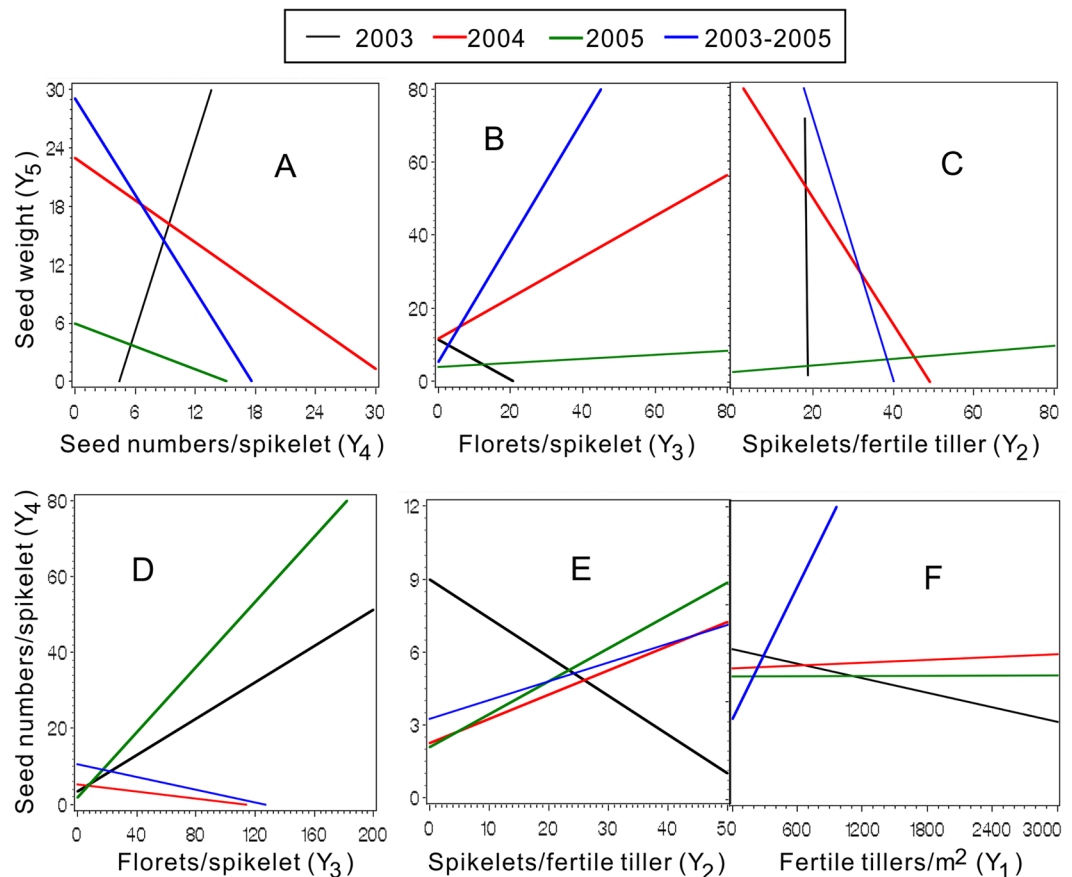 2003 2004 2005 2003-2005
A
30
24
18
12
6
0
Seed weight (Y5)
0 6 12 18 24 30
Seed numbers/spikelet (Y4)
B
80
60
40
20
0
0 20 40 60 80
Florets/spikelet (Y3)
C
0 20 40 60 80
Spikelets/fertile tiller (Y2)
D
80
60
40
20
0
Seed numbers/spikelet (Y4)
0 40 80 120 160 200
Florets/spikelet (Y3)
E
12
9
6
3
0
0 10 20 30 40 50
Spikelets/fertile tiller (Y2)
F
600 1200 1800 2400 3000
Fertile tillers/m² (Y1)